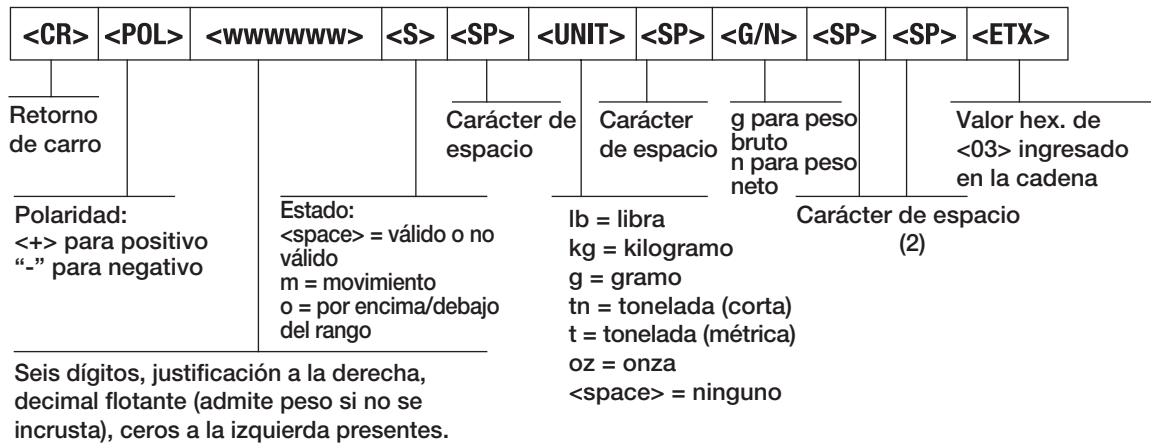 <CR> <POL> <wwwwww> <S> <SP> <UNIT> <SP> <G/N> <SP> <SP> <ETX>
Retorno
de carro
Carácter de
espacio
Carácter
de espacio
g para peso
bruto
n para peso
neto
Valor hex. de
<03> ingresado
en la cadena
Polaridad:
<+> para positivo
“-” para negativo
Estado:
<space> = válido o no
válido
m = movimiento
o = por encima/debajo
del rango
lb = libra
kg = kilogramo
g = gramo
tn = tonelada (corta)
t = tonelada (métrica)
oz = onza
<space> = ninguno
Carácter de espacio
(2)
Seis dígitos, justificación a la derecha,
decimal flotante (admite peso si no se
incrusta), ceros a la izquierda presentes.